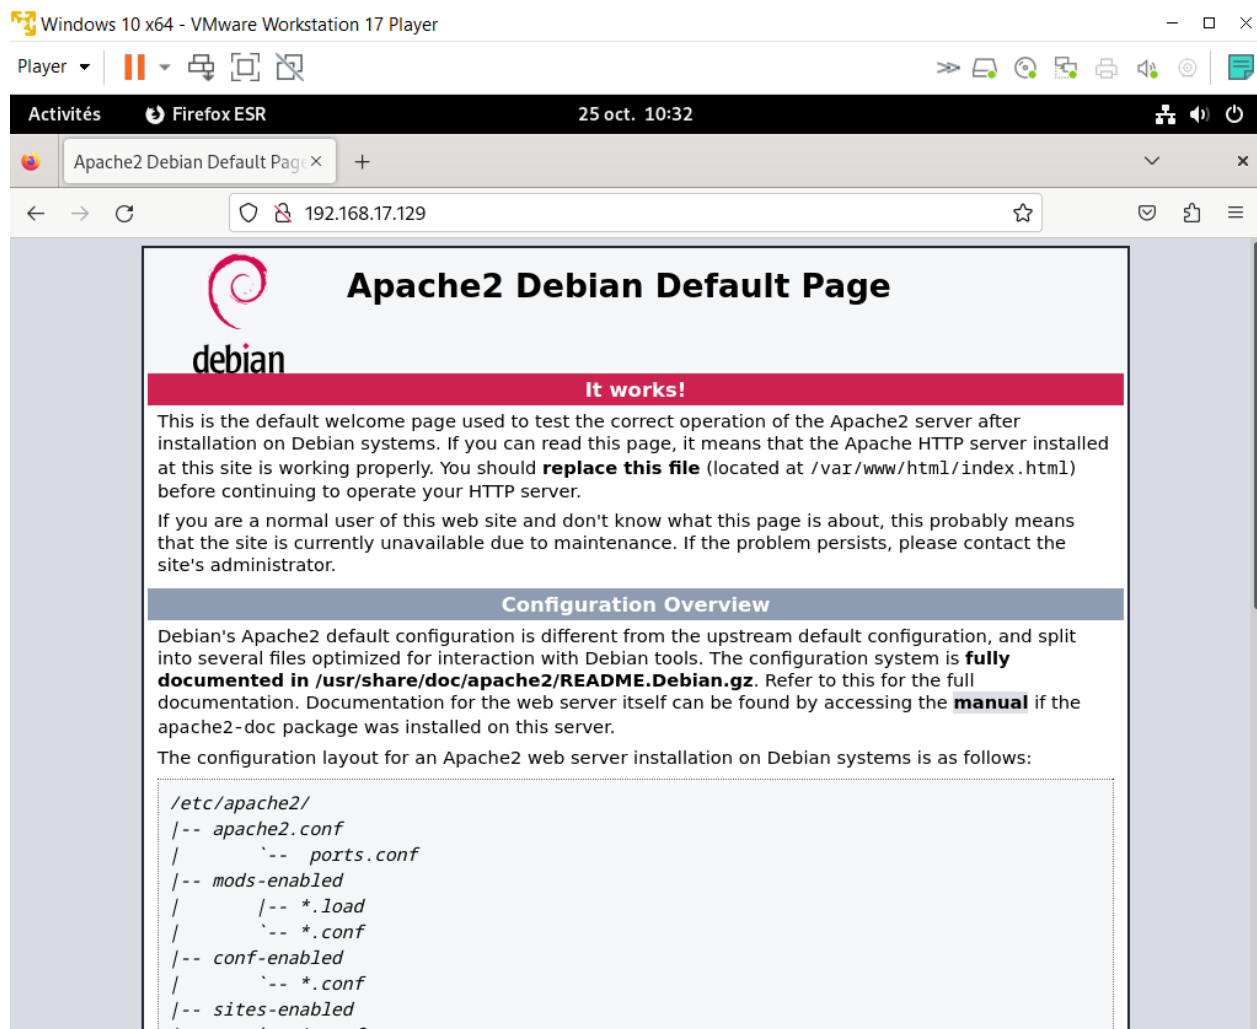 Windows 10 x64 - VMware Workstation 17 Player
Player
Activités Firefox ESR 25 oct. 10:32
Apache2 Debian Default Page
192.168.17.129
Apache2 Debian Default Page
debian
It works!
This is the default welcome page used to test the correct operation of the Apache2 server after
installation on Debian systems. If you can read this page, it means that the Apache HTTP server installed
at this site is working properly. You should replace this file (located at /var/www/html/index.html)
before continuing to operate your HTTP server.
If you are a normal user of this web site and don't know what this page is about, this probably means
that the site is currently unavailable due to maintenance. If the problem persists, please contact the
site's administrator.
Configuration Overview
Debian's Apache2 default configuration is different from the upstream default configuration, and split
into several files optimized for interaction with Debian tools. The configuration system is fully
documented in /usr/share/doc/apache2/README.Debian.gz. Refer to this for the full
documentation. Documentation for the web server itself can be found by accessing the manual if the
apache2-doc package was installed on this server.
The configuration layout for an Apache2 web server installation on Debian systems is as follows:
/etc/apache2/
|-- apache2.conf
|       `--  ports.conf
|-- mods-enabled
|       |-- *.load
|       `-- *.conf
|-- conf-enabled
|       `-- *.conf
|-- sites-enabled